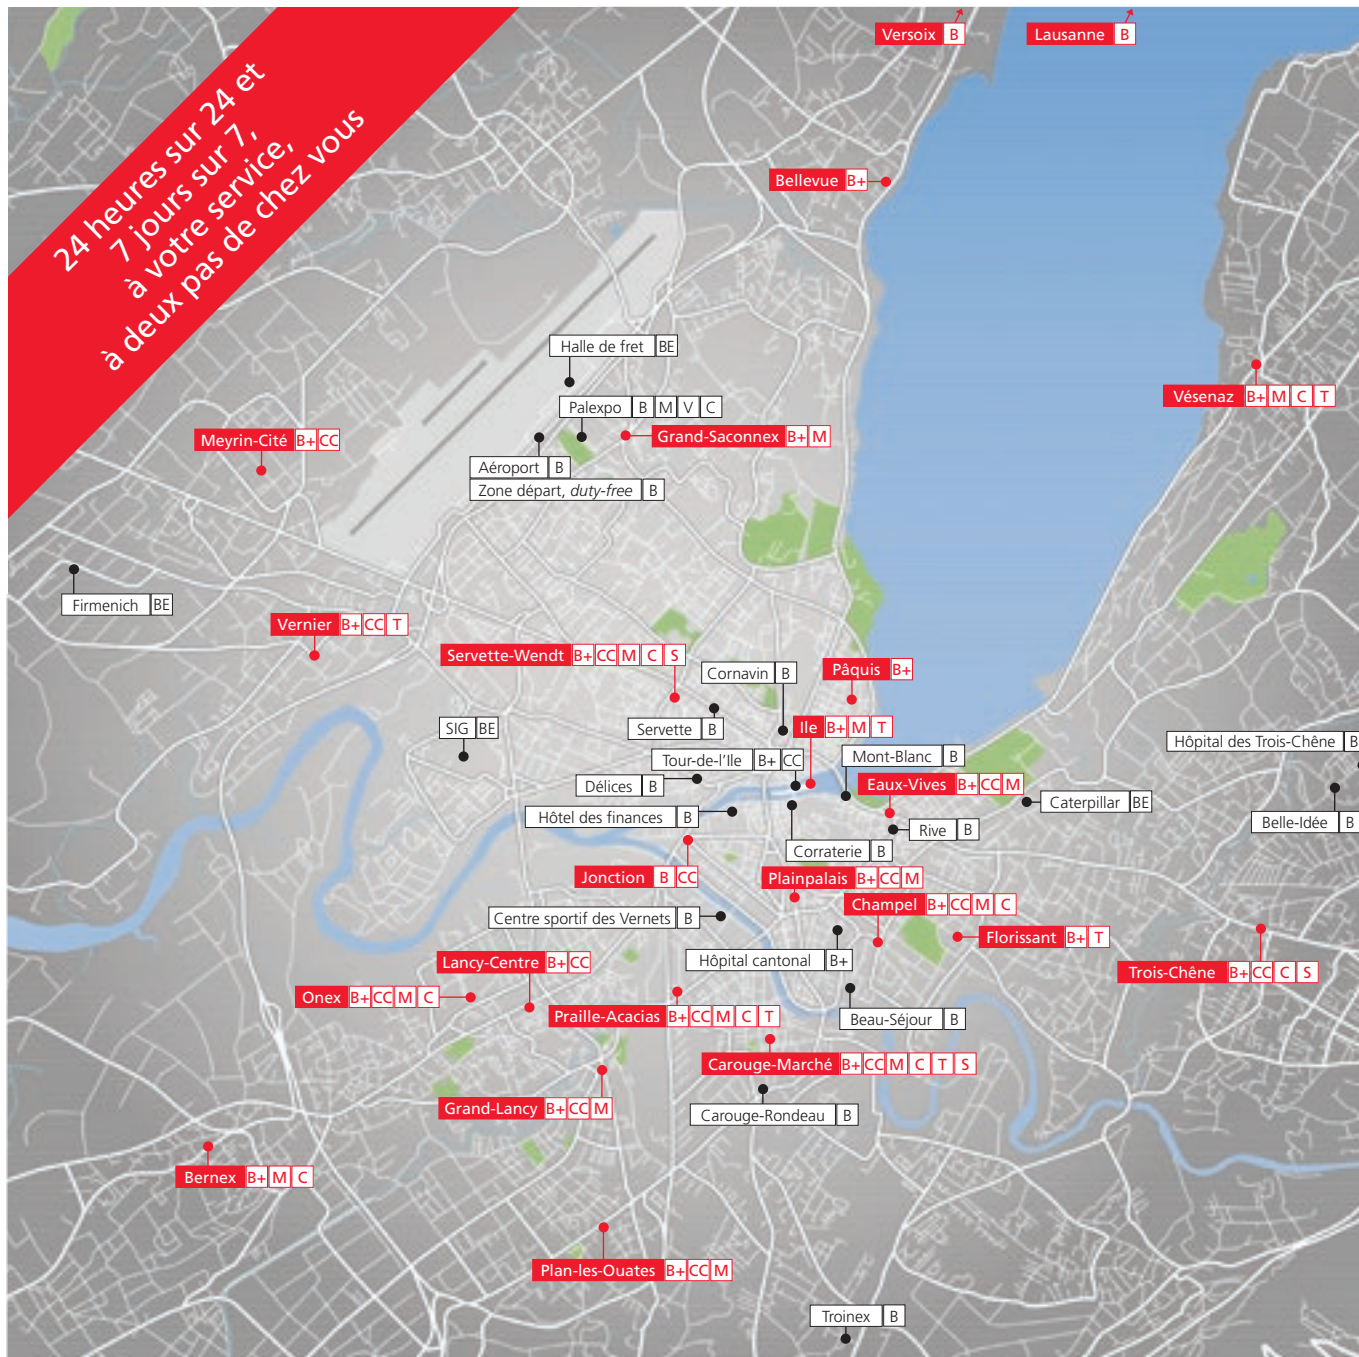 24 heures sur 24 et
7 jours sur 7,
à votre service,
à deux pas de chez vous
Versoix B
Lausanne B
Bellevue B+
Halle de fret BE
Vésenaz B+ M C T
Palexpo B M V C
Meyrin-Cité B+ CC
Grand-Saconnex B+ M
Aéroport B
Zone départ, duty-free B
Firmenich BE
Vernier B+ CC T
Servette-Wendt B+ CC M C S
Cornavin B
Pâquis B+
SIG BE
Servette B
Ile B+ M T
Hôpital des Trois-Chêne B
Tour-de-l'Ile B+ CC
Mont-Blanc B
Délices B
Eaux-Vives B+ CC M
Caterpillar BE
Hôtel des finances B
Rive B
Belle-Idée B
Corraterie B
Jonction B CC
Plainpalais B+ CC M
Champel B+ CC M C
Centre sportif des Vernets B
Florissant B+ T
Lancy-Centre B+ CC
Hôpital cantonal B+
Trois-Chêne B+ CC C S
Onex B+ CC M C
Praille-Acacias B+ CC M C T
Beau-Séjour B
Carouge-Marché B+ CC M C T S
Grand-Lancy B+ CC M
Carouge-Rondeau B
Bernex B+ M C
Plan-les-Ouates B+ CC M
Troinex B